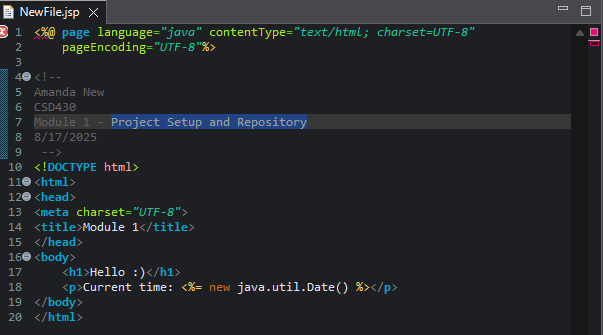 NewFile.jsp
1 <%@ page language="java" contentType="text/html; charset=UTF-8"
2     pageEncoding="UTF-8"%>
3
4 <!--
5 Amanda New
6 CSD430
7 Module 1 - Project Setup and Repository
8 8/17/2025
9  -->
10 <!DOCTYPE html>
11 <html>
12 <head>
13 <meta charset="UTF-8">
14 <title>Module 1</title>
15 </head>
16 <body>
17     <h1>Hello :)</h1>
18     <p>Current time: <%= new java.util.Date() %></p>
19 </body>
20 </html>